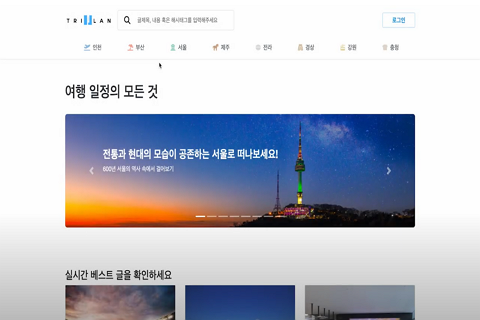 글제목, 내용 혹은 해시태그를 입력해주세요
로그인
인천 부산 서울 제주 전라 경상 강원 충청
여행 일정의 모든 것
전통과 현대의 모습이 공존하는 서울로 떠나보세요!
600년 서울의 역사 속에서 걸어보기
실시간 베스트 글을 확인하세요